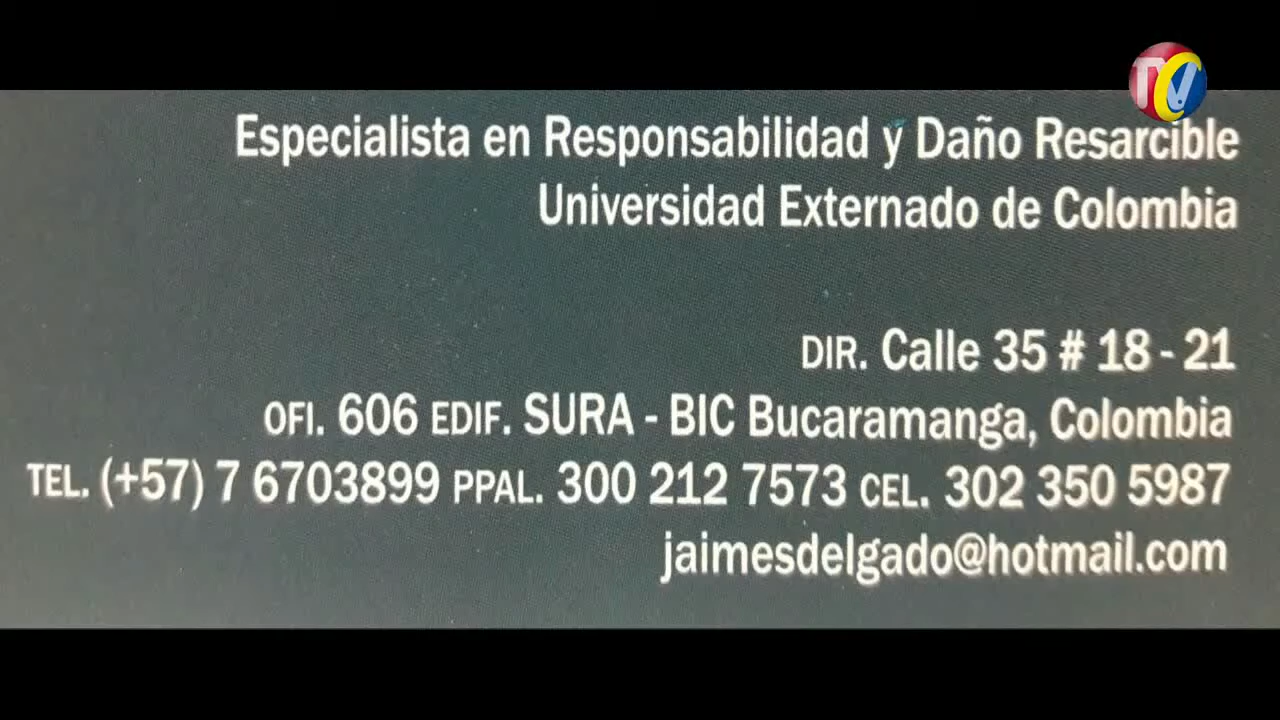 TVC
Especialista en Responsabilidad y Daño Resarcible
Universidad Externado de Colombia
DIR. Calle 35 # 18 - 21
OFI. 606 EDIF. SURA - BIC Bucaramanga, Colombia
TEL. (+57) 7 6703899 PPAL. 300 212 7573 CEL. 302 350 5987
jaimesdelgado@hotmail.com